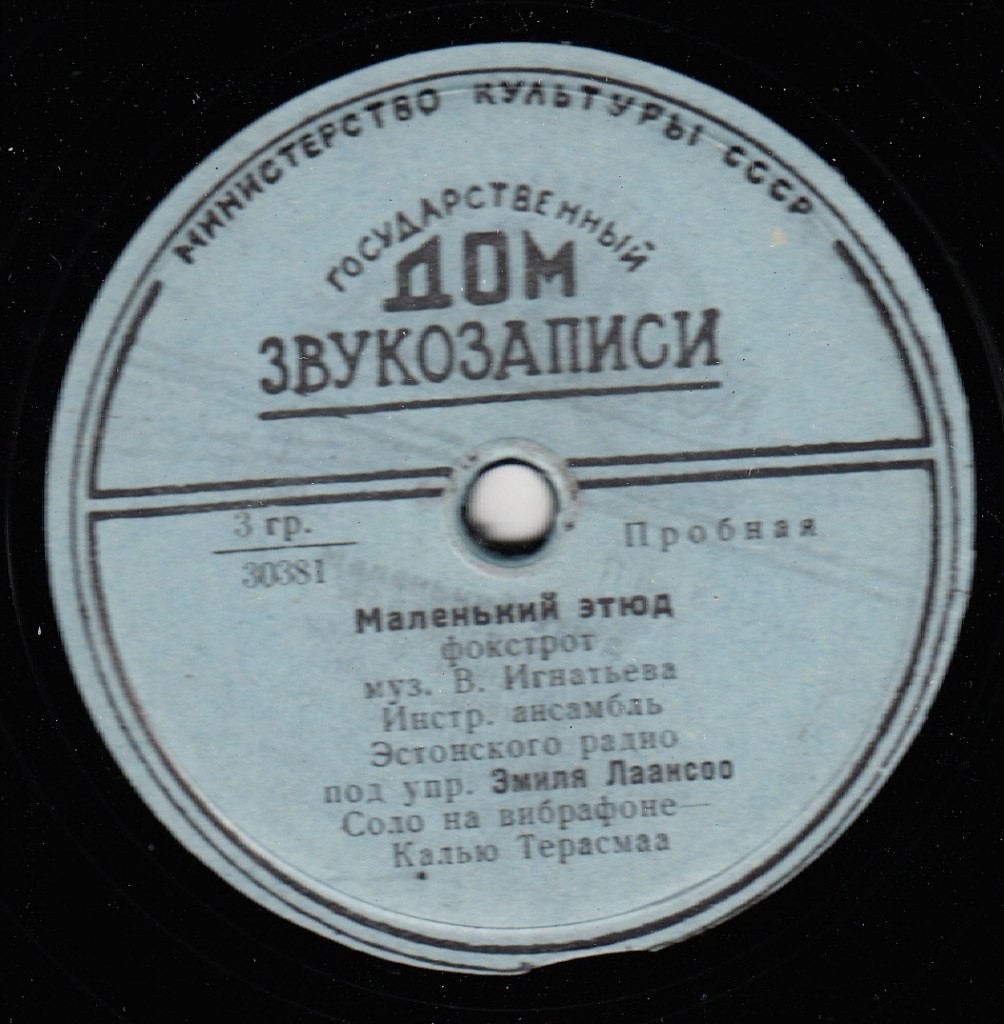 МИНИСТЕРСТВО КУЛЬТУРЫ СССР
ГОСУДАРСТВЕННЫЙ
ДОМ
ЗВУКОЗАПИСИ
3 гр.
30381
Пробная
Маленький этюд
фокстрот
муз. В. Игнатьева
Инстр. ансамбль
Эстонского радио
под упр. Эмиля Лаансоо
Соло на вибрафоне—
Калью Терасмаа